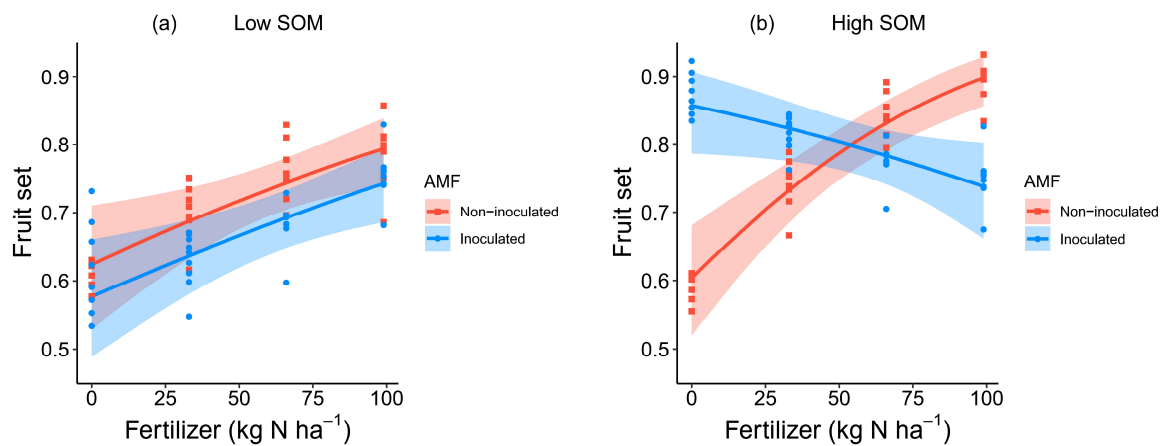 (a) Low SOM
Fruit set
0.9
0.8
0.7
0.6
0.5
0 25 50 75 100
Fertilizer (kg N ha⁻¹)
AMF
Non−inoculated
Inoculated
(b) High SOM
Fruit set
0.9
0.8
0.7
0.6
0.5
0 25 50 75 100
Fertilizer (kg N ha⁻¹)
AMF
Non−inoculated
Inoculated